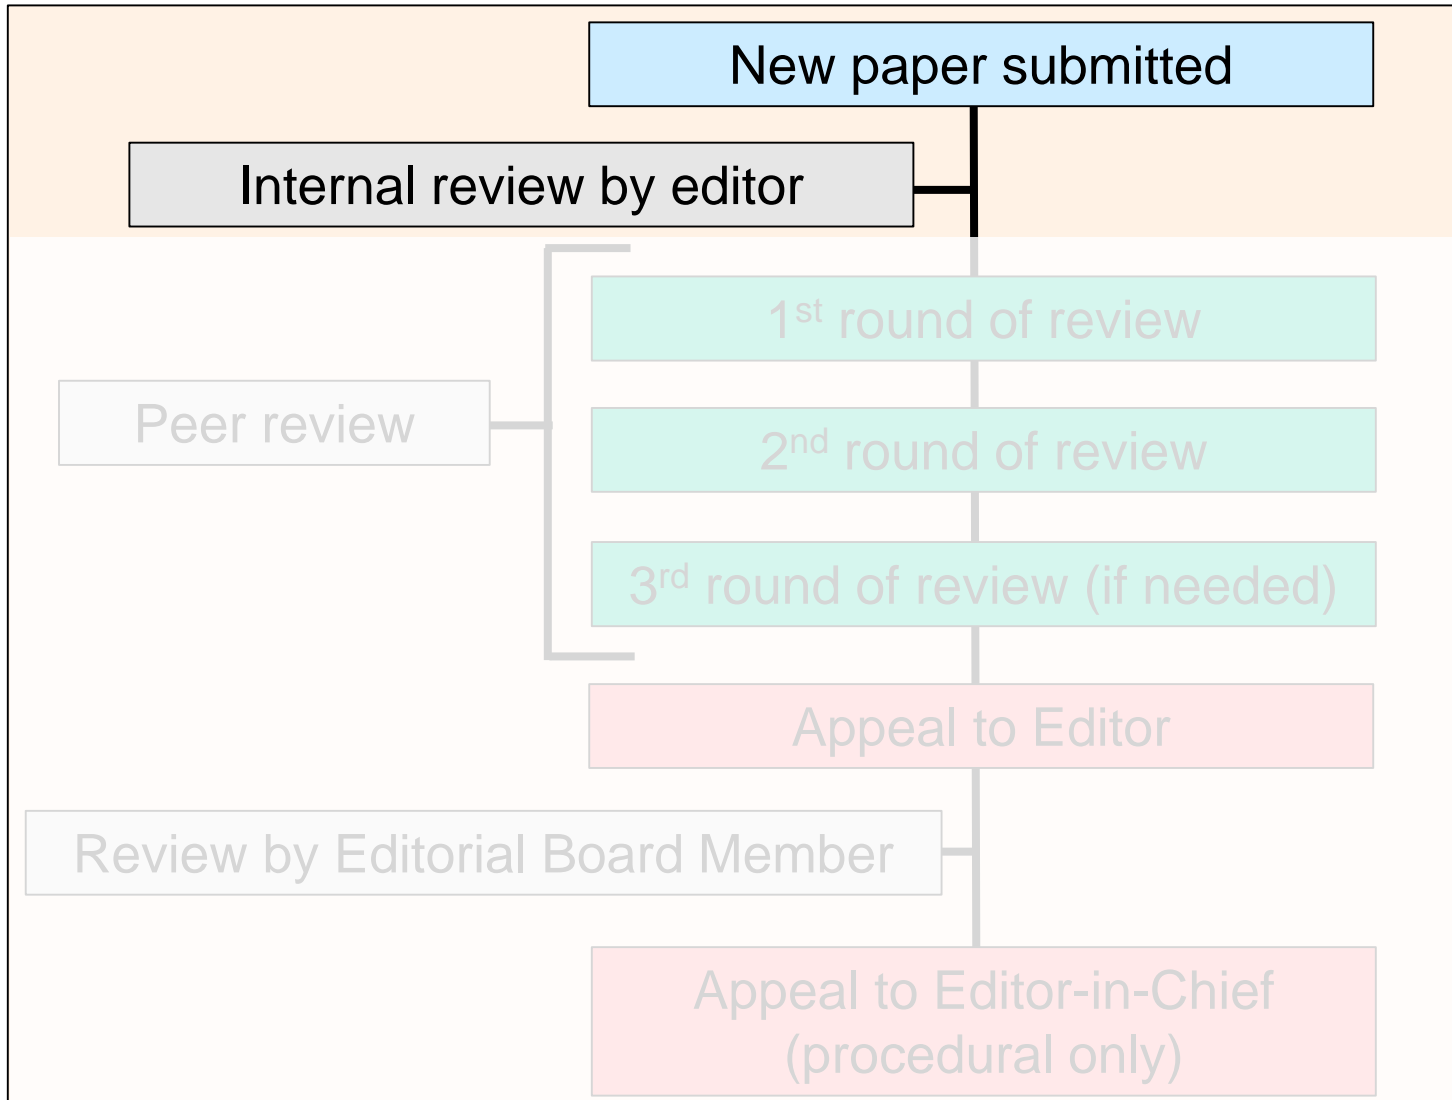 New paper submitted
Internal review by editor
1st round of review
Peer review
2nd round of review
3rd round of review (if needed)
Appeal to Editor
Review by Editorial Board Member
Appeal to Editor-in-Chief
(procedural only)